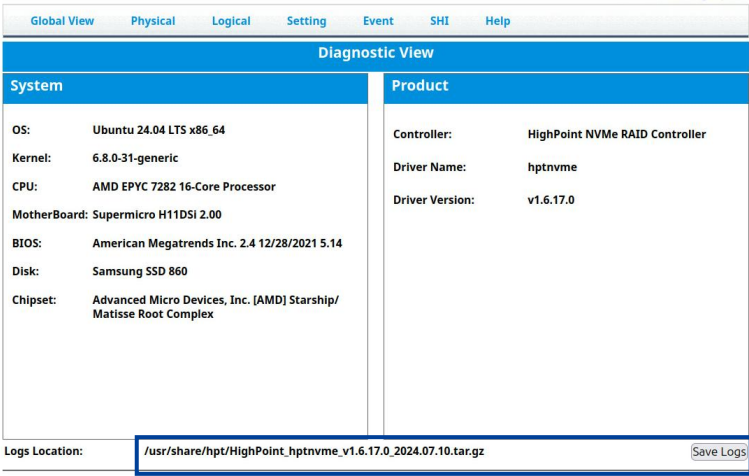 Global View Physical Logical Setting Event SHI Help
Diagnostic View
System
OS: Ubuntu 24.04 LTS x86_64
Kernel: 6.8.0-31-generic
CPU: AMD EPYC 7282 16-Core Processor
MotherBoard: Supermicro H11DSi 2.00
BIOS: American Megatrends Inc. 2.4 12/28/2021 5.14
Disk: Samsung SSD 860
Chipset: Advanced Micro Devices, Inc. [AMD] Starship/
Matisse Root Complex
Product
Controller: HighPoint NVMe RAID Controller
Driver Name: hptnvme
Driver Version: v1.6.17.0
Logs Location: /usr/share/hpt/HighPoint_hptnvme_v1.6.17.0_2024.07.10.tar.gz Save Logs